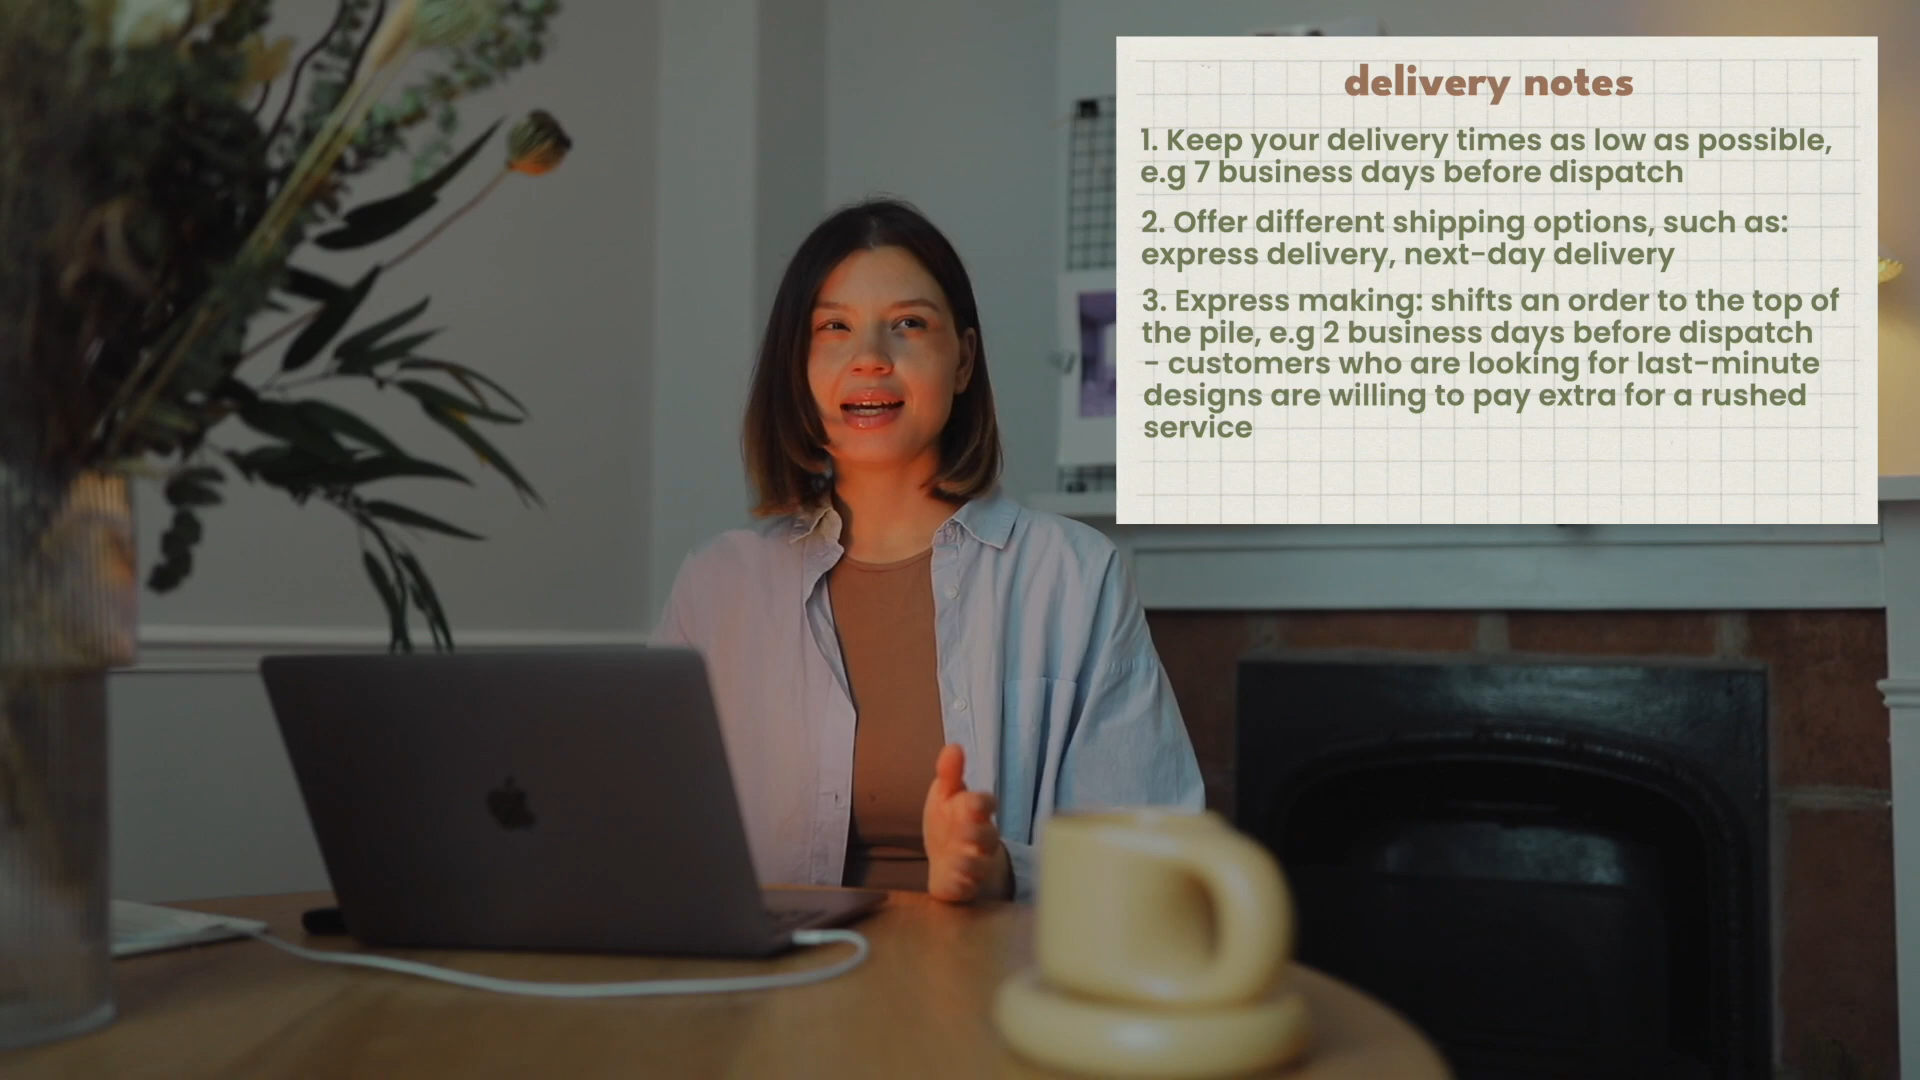 delivery notes
1. Keep your delivery times as low as possible,
e.g 7 business days before dispatch
2. Offer different shipping options, such as:
express delivery, next-day delivery
3. Express making: shifts an order to the top of
the pile, e.g 2 business days before dispatch
- customers who are looking for last-minute
designs are willing to pay extra for a rushed
service